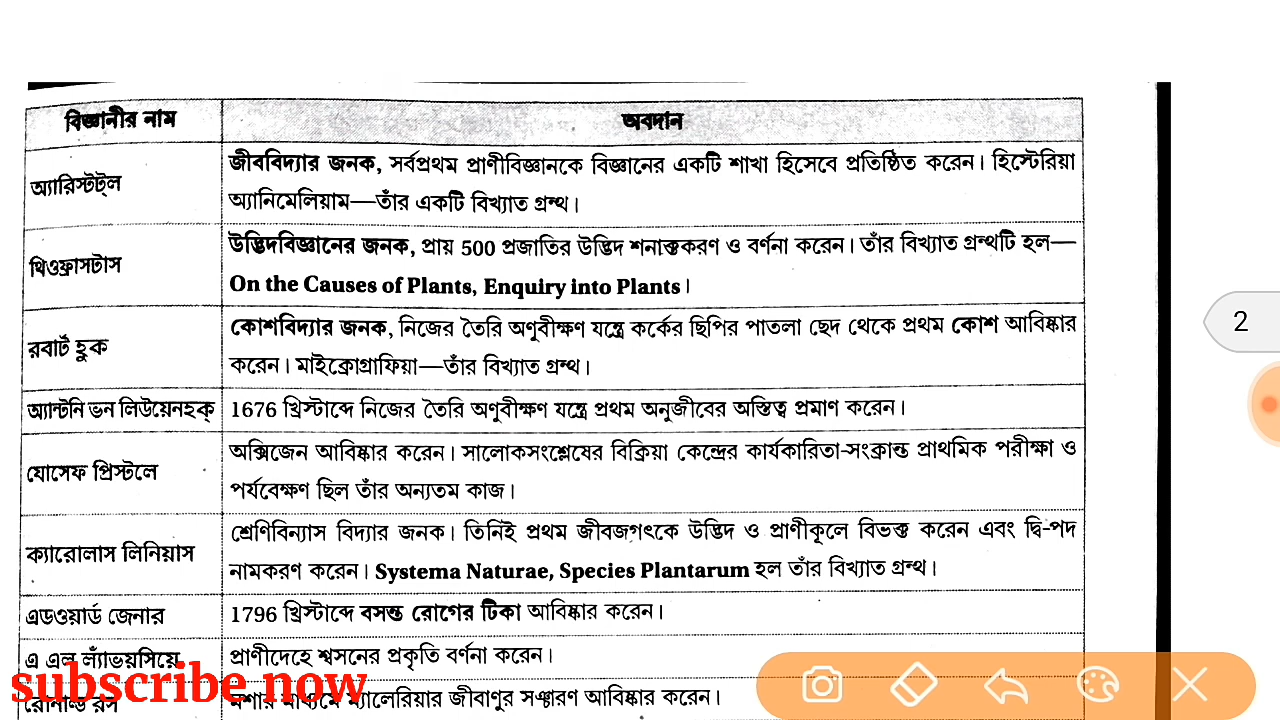 বিজ্ঞানীর নাম
অবদান
অ্যারিস্টট্ল
জীববিদ্যার জনক, সর্বপ্রথম প্রাণীবিজ্ঞানকে বিজ্ঞানের একটি শাখা হিসেবে প্রতিষ্ঠিত করেন। হিস্টেরিয়া
অ্যানিমেলিয়াম—তাঁর একটি বিখ্যাত গ্রন্থ।
থিওফ্রাসটাস
উদ্ভিদবিজ্ঞানের জনক, প্রায় 500 প্রজাতির উদ্ভিদ শনাক্তকরণ ও বর্ণনা করেন। তাঁর বিখ্যাত গ্রন্থটি হল—
On the Causes of Plants, Enquiry into Plants।
রবার্ট হুক
কোশবিদ্যার জনক, নিজের তৈরি অণুবীক্ষণ যন্ত্রে কর্কের ছিপির পাতলা ছেদ থেকে প্রথম কোশ আবিষ্কার
করেন। মাইক্রোগ্রাফিয়া—তাঁর বিখ্যাত গ্রন্থ।
অ্যান্টনি ভন লিউয়েনহক্
1676 খ্রিস্টাব্দে নিজের তৈরি অণুবীক্ষণ যন্ত্রে প্রথম অনুজীবের অস্তিত্ব প্রমাণ করেন।
যোসেফ প্রিস্টলে
অক্সিজেন আবিষ্কার করেন। সালোকসংশ্লেষের বিক্রিয়া কেন্দ্রের কার্যকারিতা-সংক্রান্ত প্রাথমিক পরীক্ষা ও
পর্যবেক্ষণ ছিল তাঁর অন্যতম কাজ।
ক্যারোলাস লিনিয়াস
শ্রেণিবিন্যাস বিদ্যার জনক। তিনিই প্রথম জীবজগৎকে উদ্ভিদ ও প্রাণীকূলে বিভক্ত করেন এবং দ্বি-পদ
নামকরণ করেন। Systema Naturae, Species Plantarum হল তাঁর বিখ্যাত গ্রন্থ।
এডওয়ার্ড জেনার
1796 খ্রিস্টাব্দে বসন্ত রোগের টিকা আবিষ্কার করেন।
এ এল ল্যাঁভয়সিয়ে
প্রাণীদেহে শ্বসনের প্রকৃতি বর্ণনা করেন।
রোনাল্ড রস
মশার মাধ্যমে ম্যালেরিয়ার জীবাণুর সঞ্চারণ আবিষ্কার করেন।
subscribe now
2